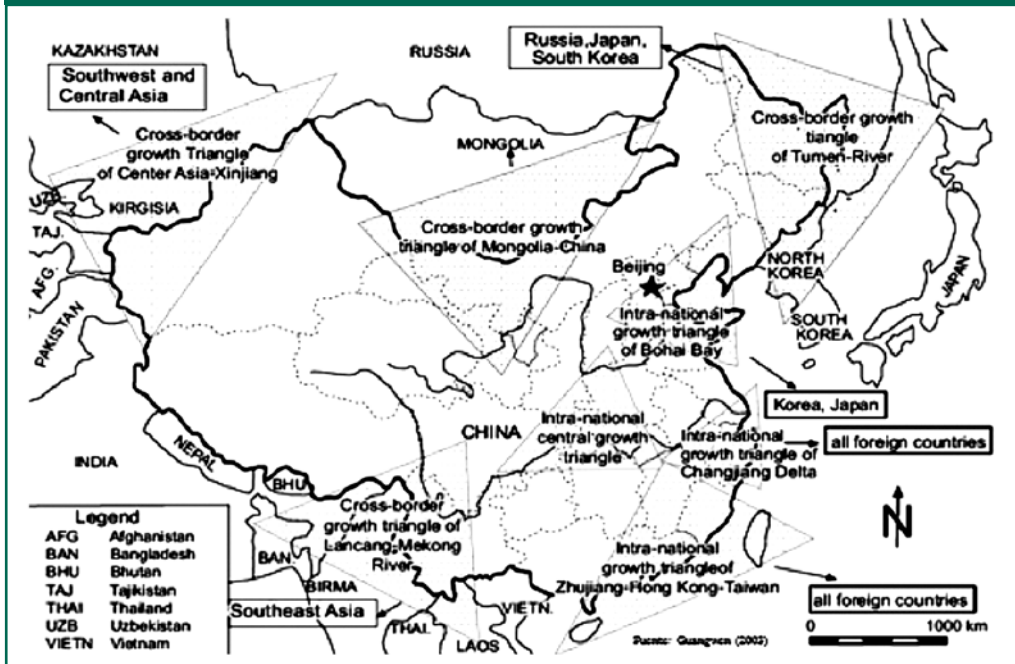 KAZAKHSTAN
RUSSIA
Russia, Japan,
South Korea
Southwest and
Central Asia
Cross-border
growth Triangle
of Center Asia-Xinjiang
MONGOLIA
Cross-border growth
tiangle
of Tumen-River
UZB.
KIRGISIA
TAJ.
AFG.
PAKISTAN
Cross-border growth
triangle of Mongolia-China
Beijing
NORTH
KOREA
SOUTH
KOREA
JAPAN
Intra-national
growth triangle
of Bohai Bay
Korea, Japan
CHINA
Intra-national
central growth
triangle
Intra-national
growth triangle of
Changjiang Delta
all foreign countries
INDIA
NEPAL
BHU
BAN.
BIRMA
Cross-border
growth triangle of
Lancang-Mekong
River
Intra-national
growth triangleof
Zhujiang-Hong Kong-Taiwan
N
all foreign countries
Southeast Asia
THAI.
VIETN.
LAOS
Fuente: Guangwen (2003)
0 1000 km
Legend
AFG Afghanistan
BAN Bangladesh
BHU Bhutan
TAJ Tajikistan
THAI Thailand
UZB Uzbekistan
VIETN Vietnam